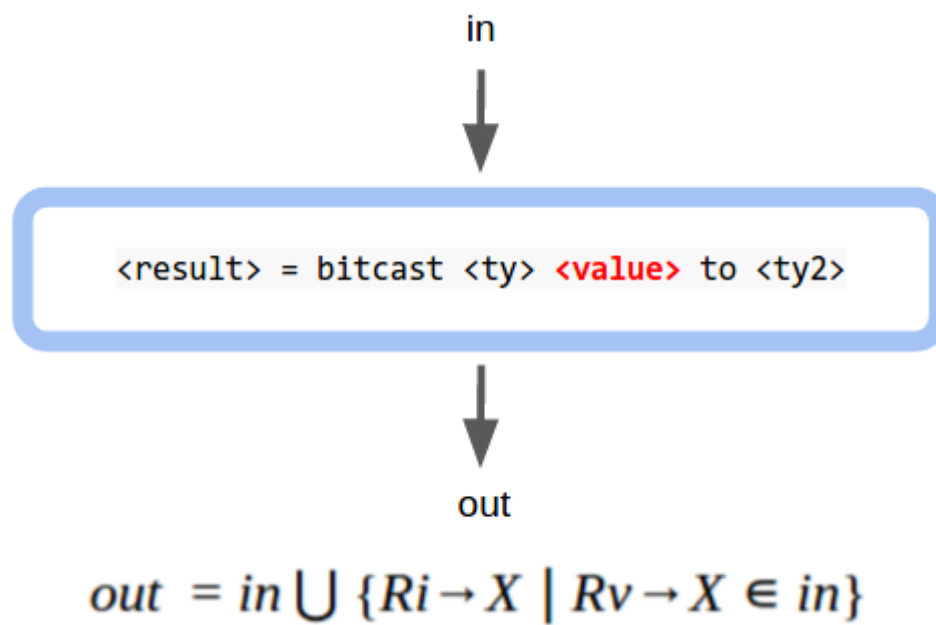 in
<result> = bitcast <ty> <value> to <ty2>
out
out = in ⋃ {Ri→X | Rv→X ∈ in}